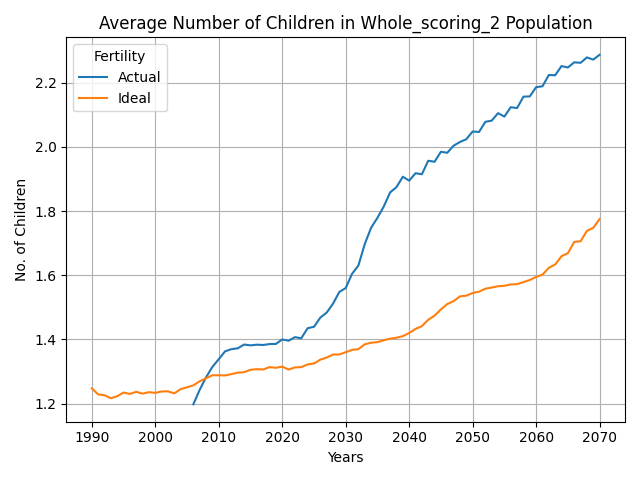 Average Number of Children in Whole_scoring_2 Population
Fertility
Actual
Ideal
No. of Children
2.2
2.0
1.8
1.6
1.4
1.2
1990 2000 2010 2020 2030 2040 2050 2060 2070
Years